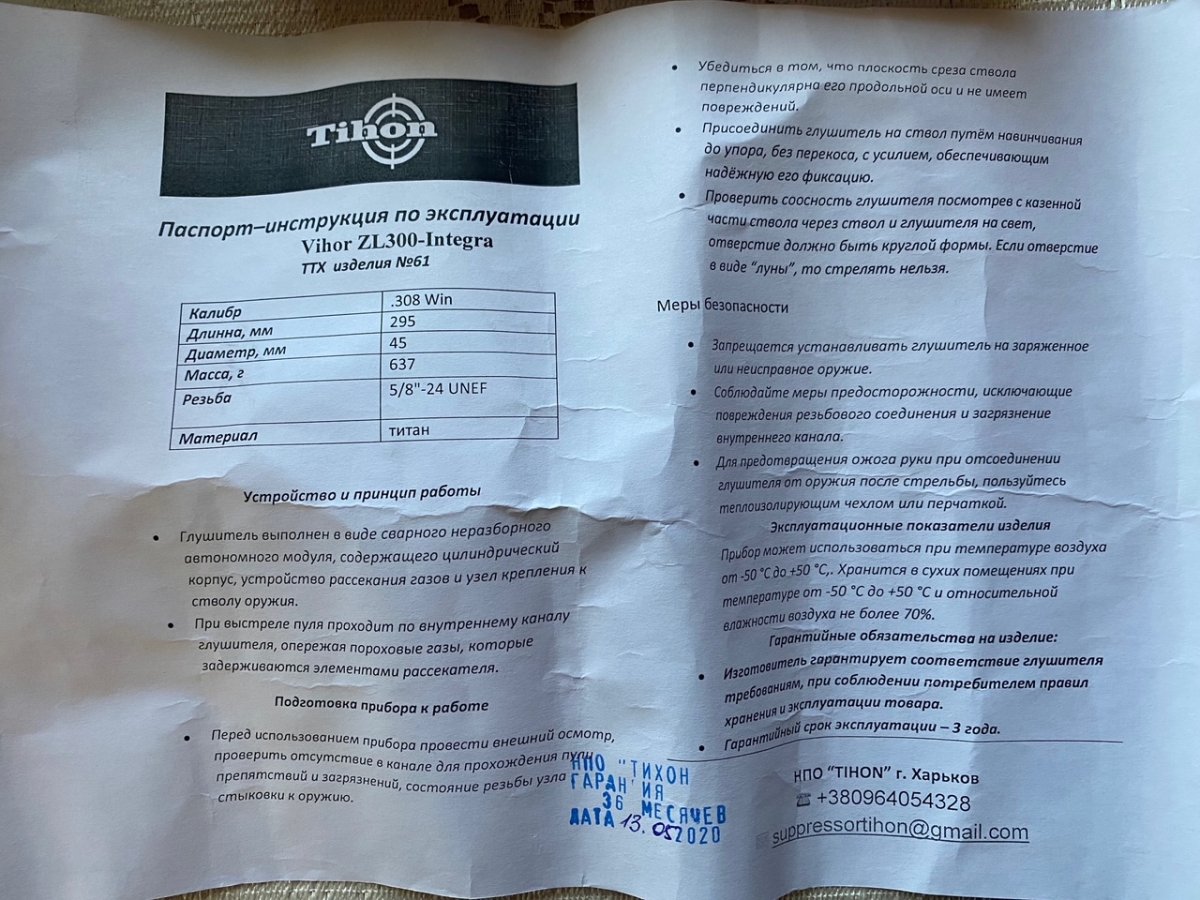 Tihon
Паспорт–инструкция по эксплуатации
Vihor ZL300-Integra
ТТХ изделия №61
Калибр .308 Win
Длинна, мм 295
Диаметр, мм 45
Масса, г 637
Резьба 5/8"-24 UNEF
Материал титан
Устройство и принцип работы
• Глушитель выполнен в виде сварного неразборного
автономного модуля, содержащего цилиндрический
корпус, устройство рассекания газов и узел крепления к
стволу оружия.
• При выстреле пуля проходит по внутреннему каналу
глушителя, опережая пороховые газы, которые
задерживаются элементами рассекателя.
Подготовка прибора к работе
• Перед использованием прибора провести внешний осмотр,
проверить отсутствие в канале для прохождения пули
препятствий и загрязнений, состояние резьбы узла
стыковки к оружию.
НПО "ТИХОН
ГАРАН ИЯ
36 МЕСЯЧЕВ
ДАТА 13.05 2020
• Убедиться в том, что плоскость среза ствола
перпендикулярна его продольной оси и не имеет
повреждений.
• Присоединить глушитель на ствол путём навинчивания
до упора, без перекоса, с усилием, обеспечивающим
надёжную его фиксацию.
• Проверить соосность глушителя посмотрев с казенной
части ствола через ствол и глушителя на свет,
отверстие должно быть круглой формы. Если отверстие
в виде “луны”, то стрелять нельзя.
Меры безопасности
• Запрещается устанавливать глушитель на заряженное
или неисправное оружие.
• Соблюдайте меры предосторожности, исключающие
повреждения резьбового соединения и загрязнение
внутреннего канала.
• Для предотвращения ожога руки при отсоединении
глушителя от оружия после стрельбы, пользуйтесь
теплоизолирующим чехлом или перчаткой.
Эксплуатационные показатели изделия
Прибор может использоваться при температуре воздуха
от -50 °С до +50 °С,. Хранится в сухих помещениях при
температуре от -50 °С до +50 °С и относительной
влажности воздуха не более 70%.
Гарантийные обязательства на изделие:
• Изготовитель гарантирует соответствие глушителя
требованиям, при соблюдении потребителем правил
хранения и эксплуатации товара.
• Гарантийный срок эксплуатации – 3 года.
НПО “TIHON” г. Харьков
☎ +380964054328
suppressortihon@gmail.com